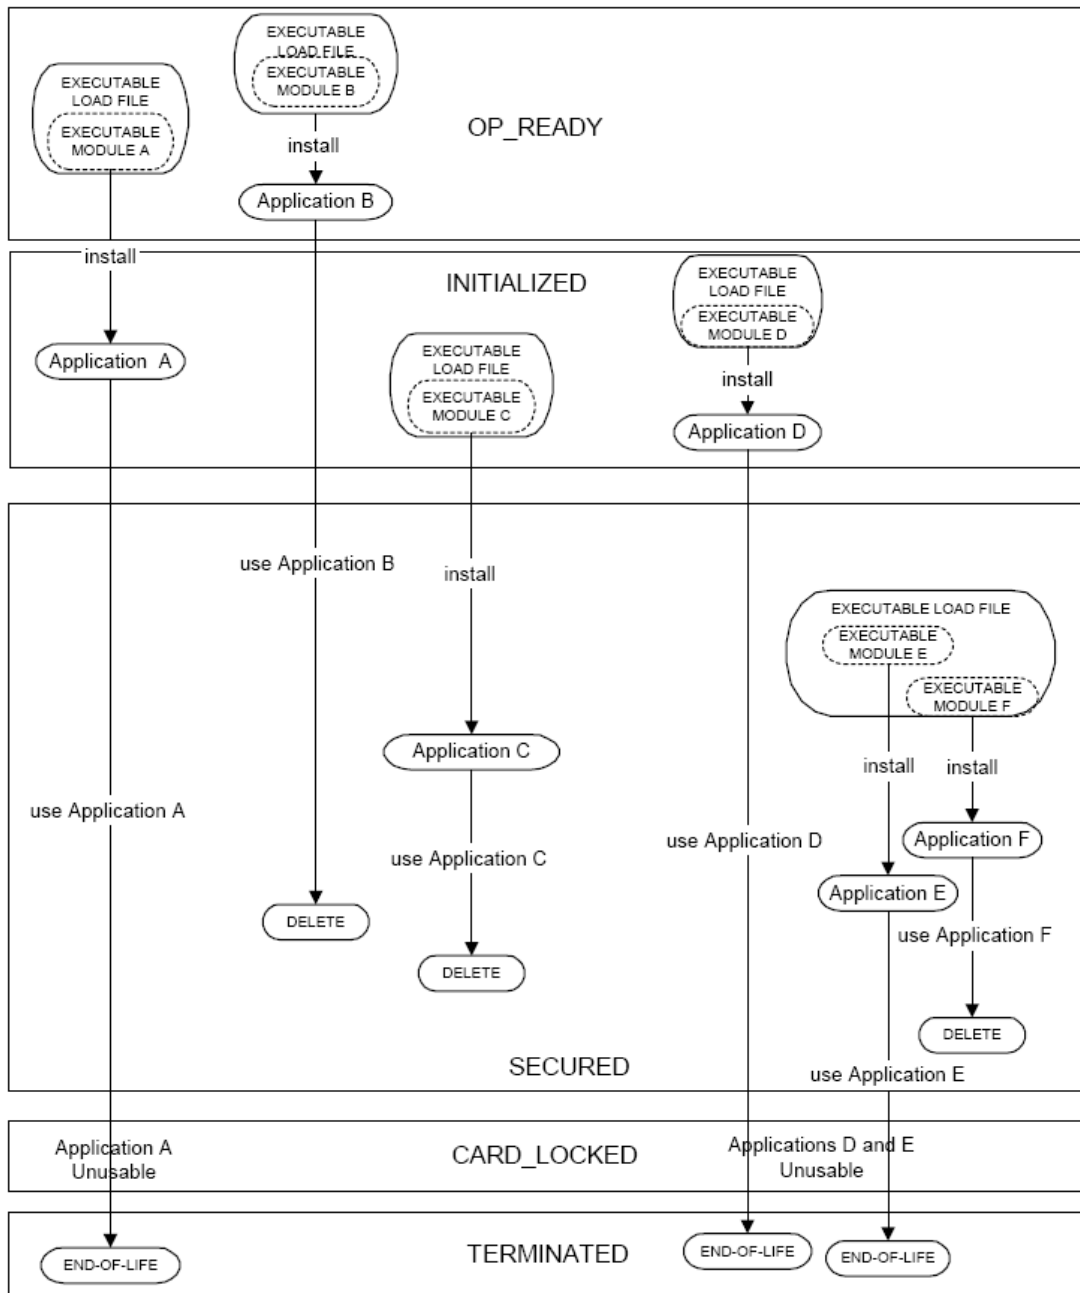 EXECUTABLE
LOAD FILE
EXECUTABLE
MODULE B
EXECUTABLE
LOAD FILE
EXECUTABLE
MODULE A
OP_READY
install
Application B
install
INITIALIZED
EXECUTABLE
LOAD FILE
EXECUTABLE
MODULE D
Application A
EXECUTABLE
LOAD FILE
EXECUTABLE
MODULE C
install
Application D
use Application B
install
EXECUTABLE LOAD FILE
EXECUTABLE
MODULE E
EXECUTABLE
MODULE F
Application C
install
install
use Application A
use Application D
Application F
use Application C
Application E
DELETE
use Application F
DELETE
DELETE
SECURED
use Application E
Application A
Unusable
CARD_LOCKED
Applications D and E
Unusable
TERMINATED
END-OF-LIFE
END-OF-LIFE
END-OF-LIFE